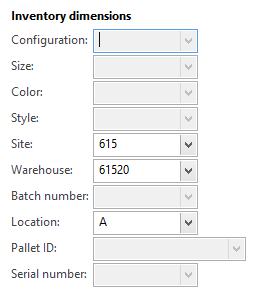 Inventory dimensions
Configuration:
Size:
Color:
Style:
Site: 615
Warehouse: 61520
Batch number:
Location: A
Pallet ID:
Serial number: